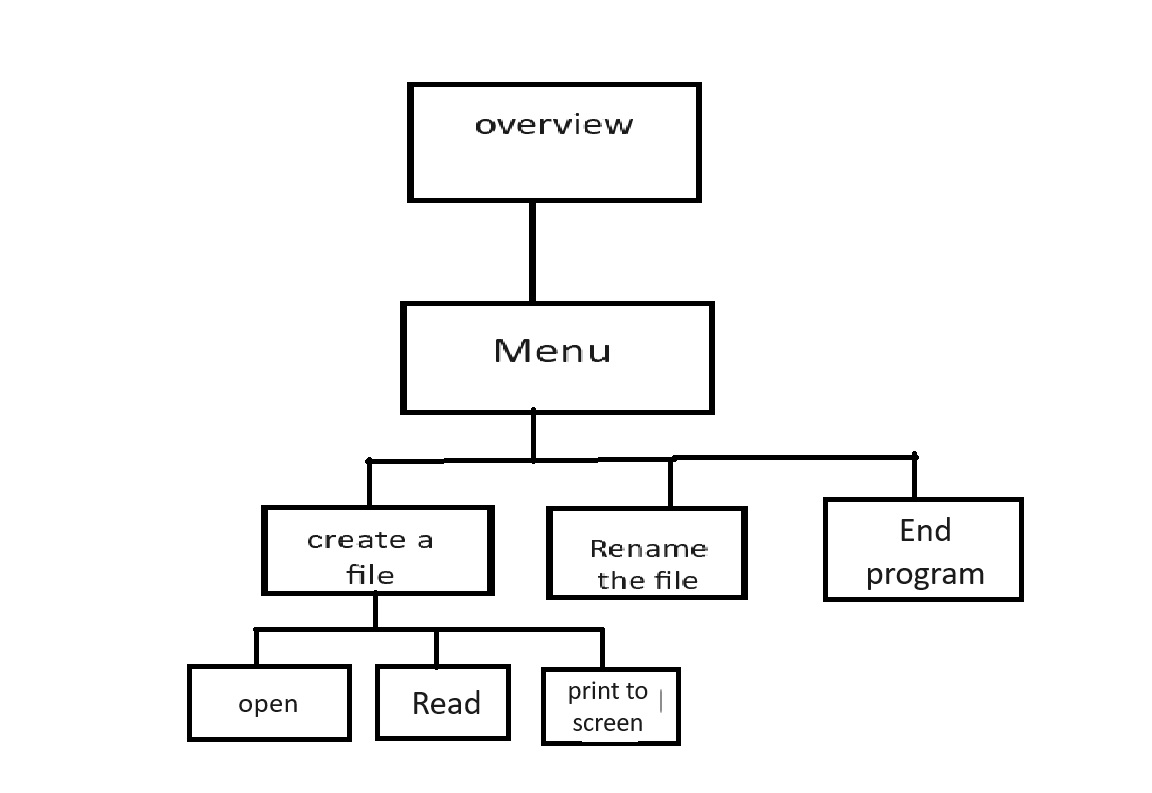 overview
Menu
create a
file
Rename
the file
End
program
open
Read
print to
screen